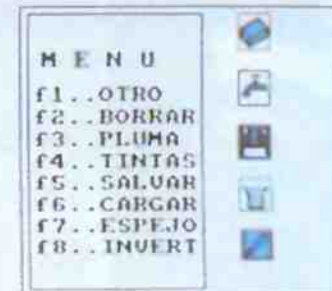 M E N U
f1..OTRO
f2..BORRAR
f3..PLUMA
f4..TINTAS
f5..SALVAR
f6..CARGAR
f7..ESPEJO
f8..INVERT